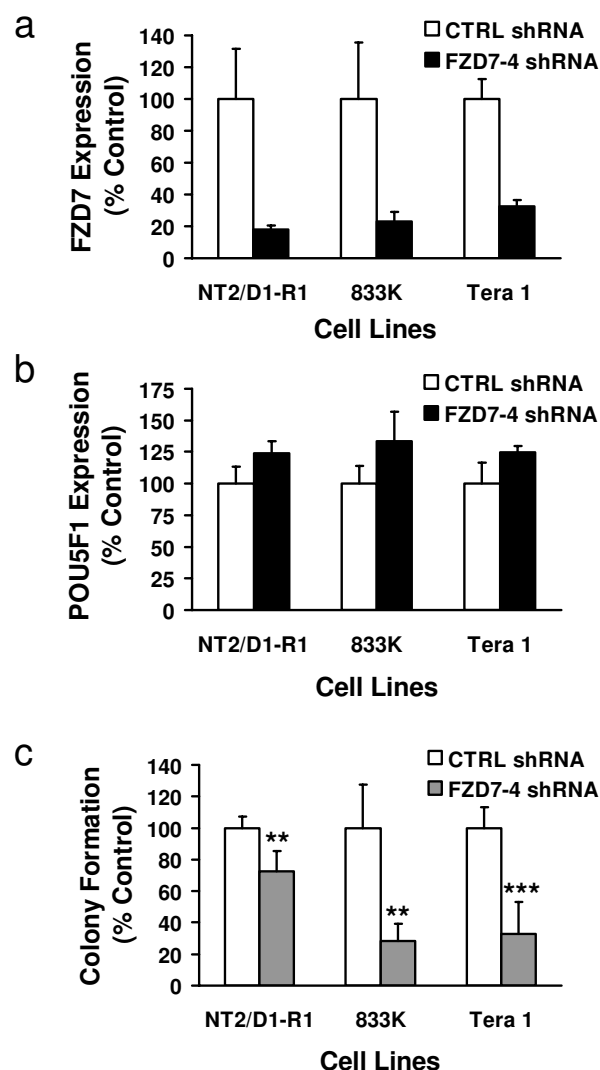 a
CTRL shRNA
FZD7-4 shRNA
FZD7 Expression
(% Control)
140
120
100
80
60
40
20
0
NT2/D1-R1 833K Tera 1
Cell Lines
b
CTRL shRNA
FZD7-4 shRNA
POU5F1 Expression
(% Control)
175
150
125
100
75
50
25
0
NT2/D1-R1 833K Tera 1
Cell Lines
c
CTRL shRNA
FZD7-4 shRNA
Colony Formation
(% Control)
140
120
100
80
60
40
20
0
** ** ***
NT2/D1-R1 833K Tera 1
Cell Lines